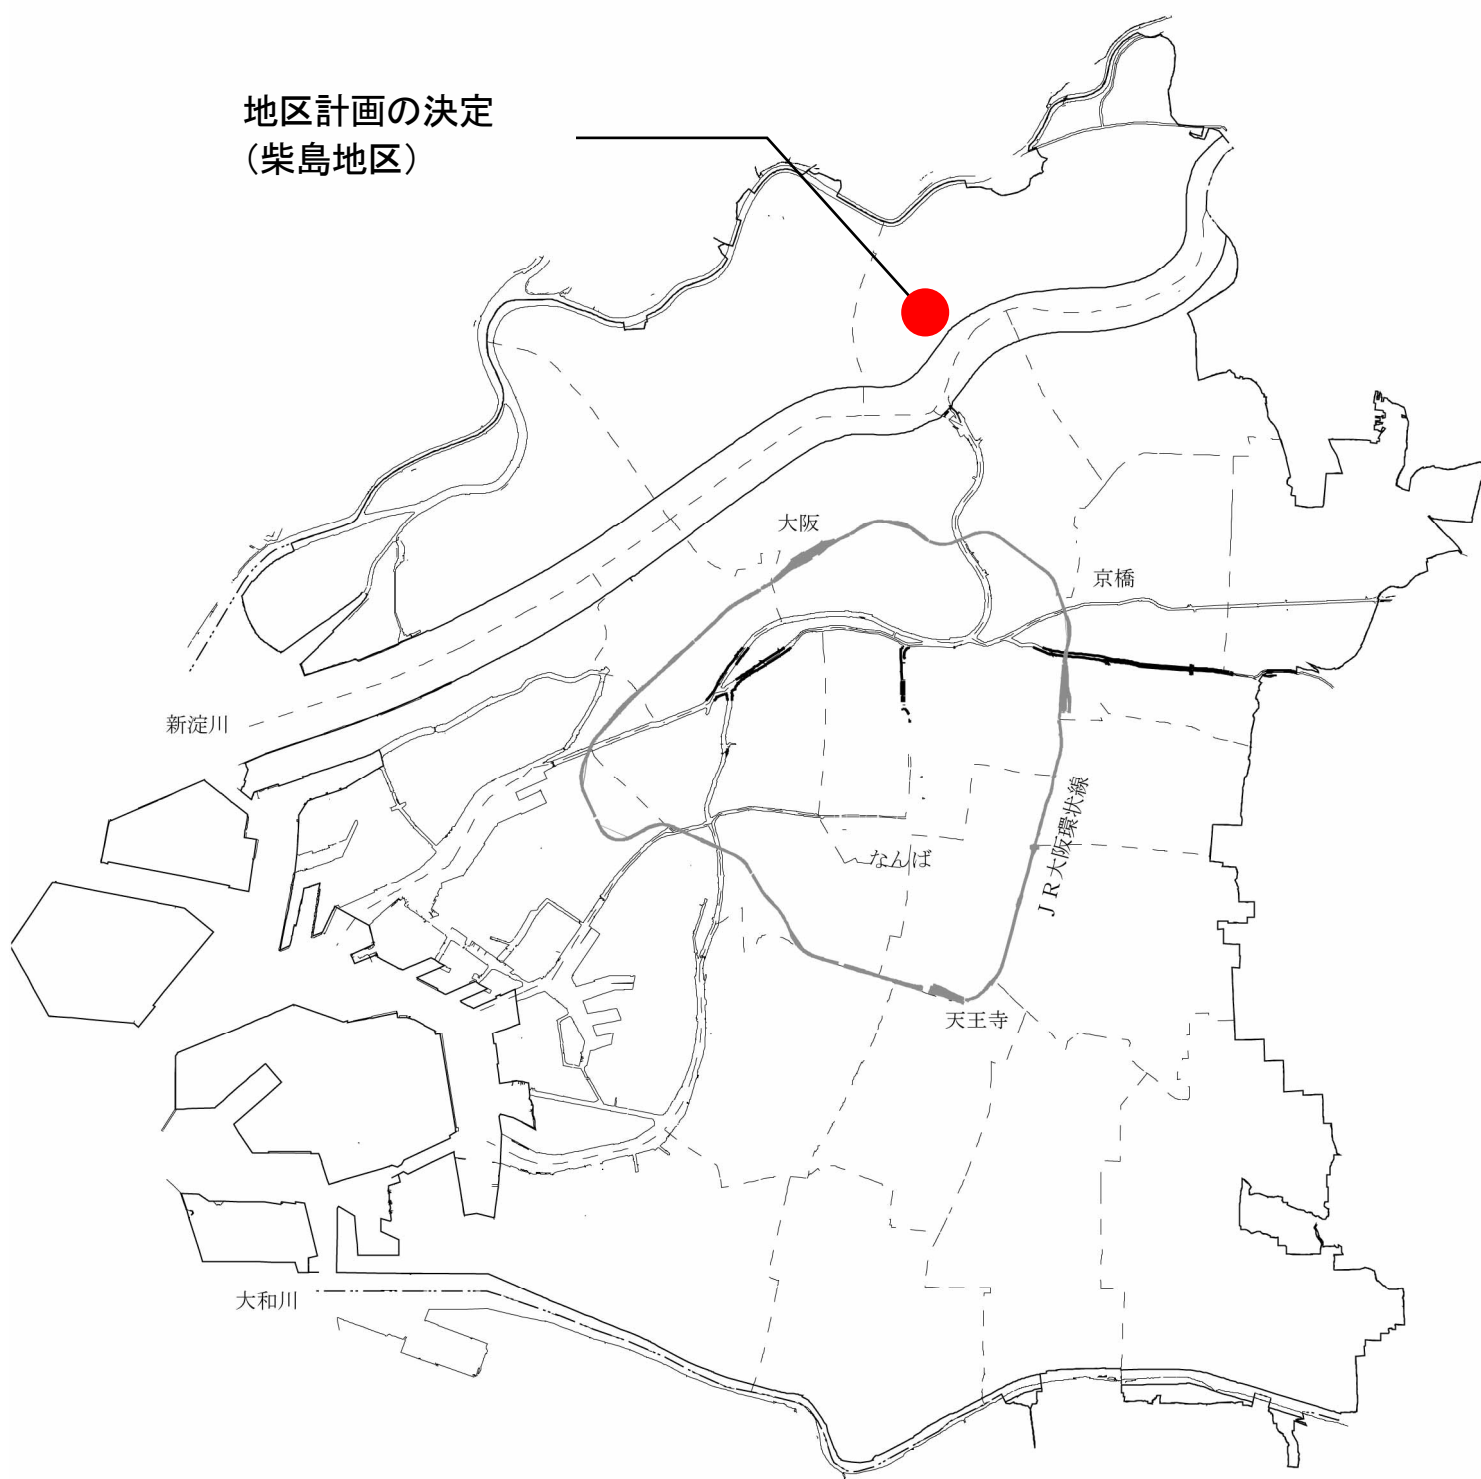 地区計画の決定
（柴島地区）
大阪
京橋
新淀川
JR大阪環状線
なんば
天王寺
大和川